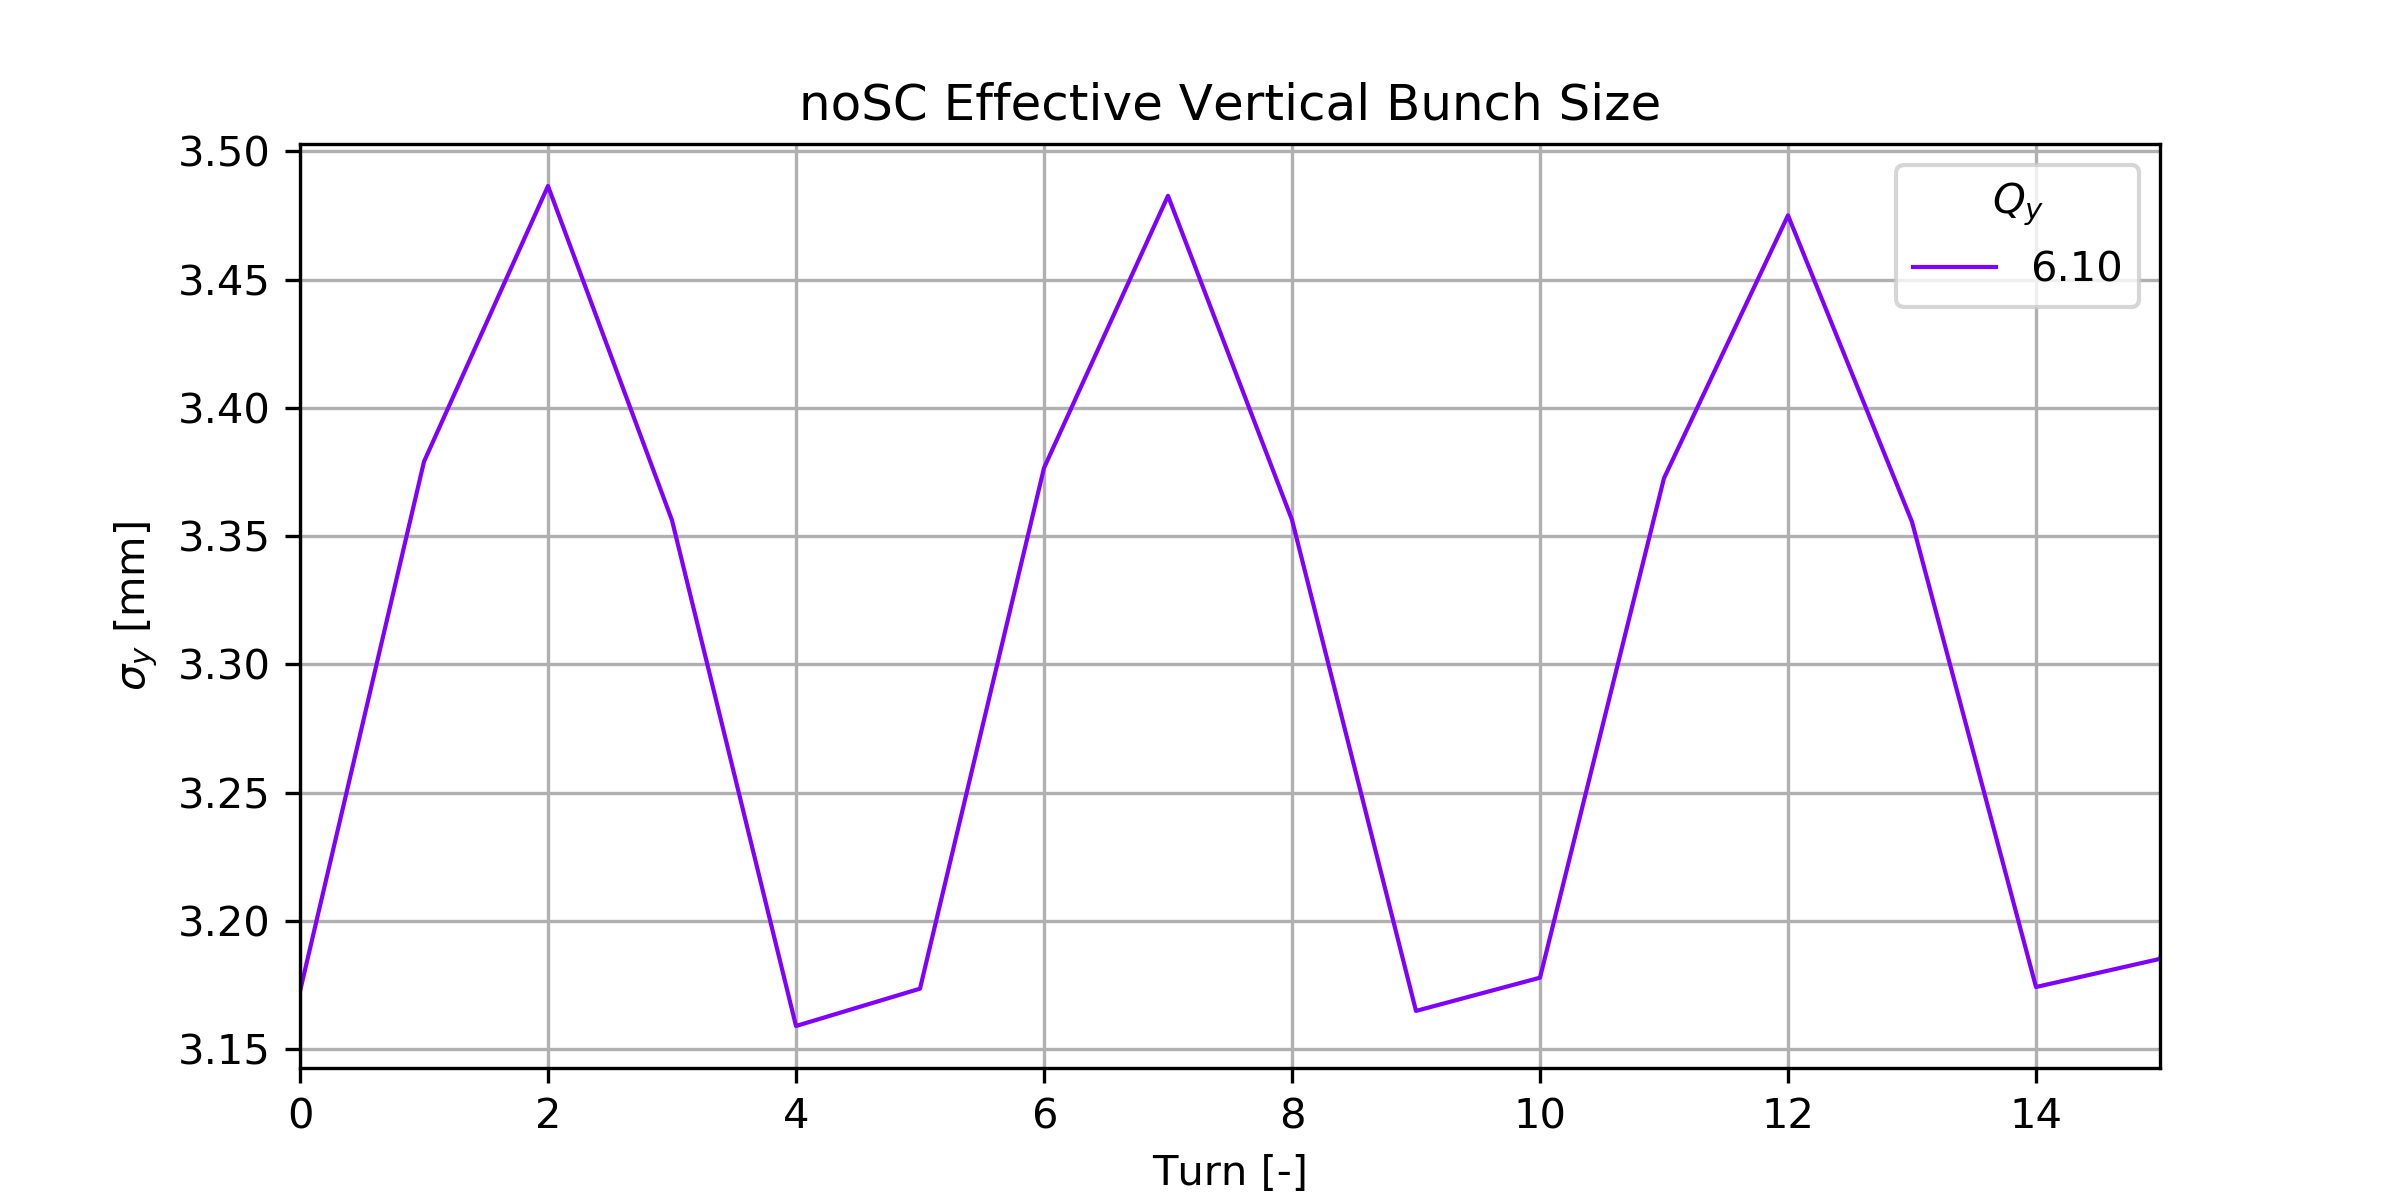 noSC Effective Vertical Bunch Size
3.50
3.45
3.40
3.35
3.30
3.25
3.20
3.15
σy [mm]
Qy
6.10
0 2 4 6 8 10 12 14
Turn [-]